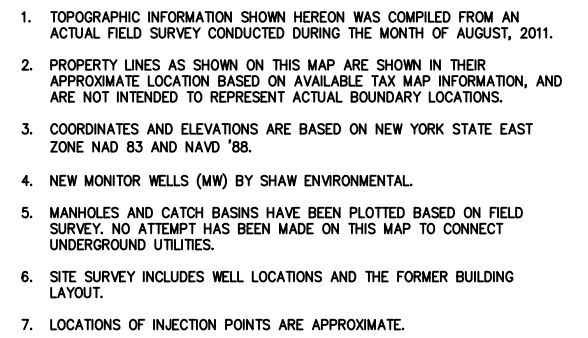 1. TOPOGRAPHIC INFORMATION SHOWN HEREON WAS COMPILED FROM AN
ACTUAL FIELD SURVEY CONDUCTED DURING THE MONTH OF AUGUST, 2011.
2. PROPERTY LINES AS SHOWN ON THIS MAP ARE SHOWN IN THEIR
APPROXIMATE LOCATION BASED ON AVAILABLE TAX MAP INFORMATION, AND
ARE NOT INTENDED TO REPRESENT ACTUAL BOUNDARY LOCATIONS.
3. COORDINATES AND ELEVATIONS ARE BASED ON NEW YORK STATE EAST
ZONE NAD 83 AND NAVD '88.
4. NEW MONITOR WELLS (MW) BY SHAW ENVIRONMENTAL.
5. MANHOLES AND CATCH BASINS HAVE BEEN PLOTTED BASED ON FIELD
SURVEY. NO ATTEMPT HAS BEEN MADE ON THIS MAP TO CONNECT
UNDERGROUND UTILITIES.
6. SITE SURVEY INCLUDES WELL LOCATIONS AND THE FORMER BUILDING
LAYOUT.
7. LOCATIONS OF INJECTION POINTS ARE APPROXIMATE.